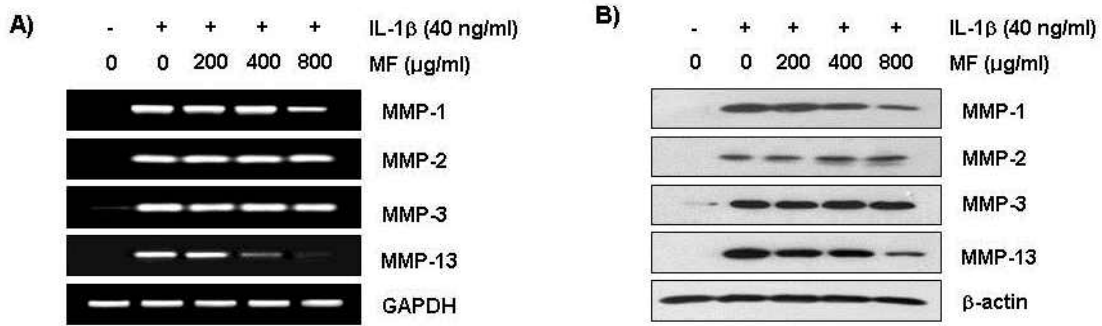 A)
- + + + + IL-1β (40 ng/ml)
0 0 200 400 800 MF (μg/ml)
MMP-1
MMP-2
MMP-3
MMP-13
GAPDH
B)
- + + + + IL-1β (40 ng/ml)
0 0 200 400 800 MF (μg/ml)
MMP-1
MMP-2
MMP-3
MMP-13
β-actin